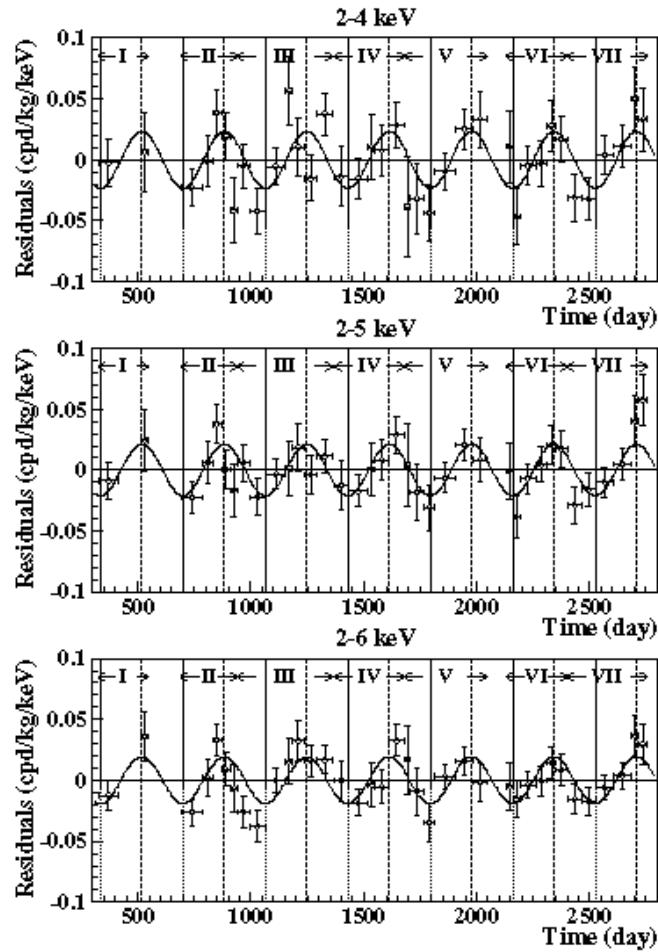 2-4 keV
Residuals (cpd/kg/keV)
0.1
0.05
0
-0.05
-0.1
I II III IV V VI VII
500 1000 1500 2000 2500
Time (day)
2-5 keV
Residuals (cpd/kg/keV)
0.1
0.05
0
-0.05
-0.1
I II III IV V VI VII
500 1000 1500 2000 2500
Time (day)
2-6 keV
Residuals (cpd/kg/keV)
0.1
0.05
0
-0.05
-0.1
I II III IV V VI VII
500 1000 1500 2000 2500
Time (day)